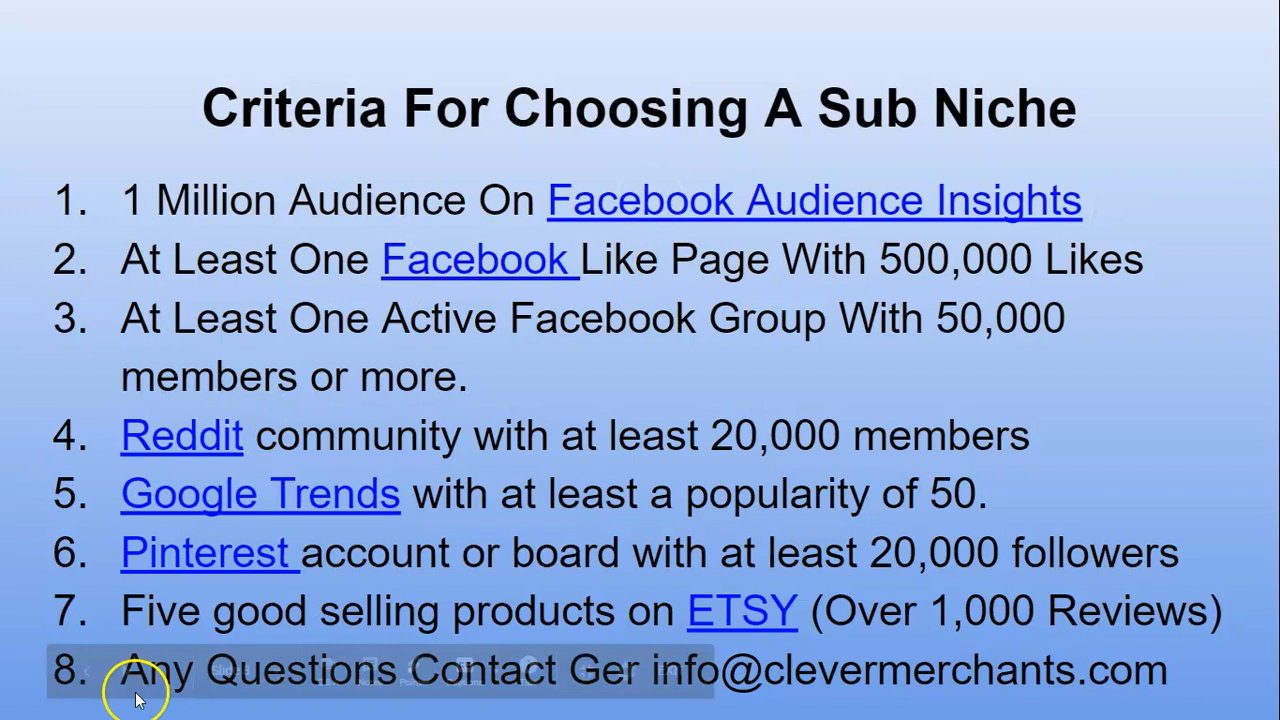 Criteria For Choosing A Sub Niche
1. 1 Million Audience On Facebook Audience Insights
2. At Least One Facebook Like Page With 500,000 Likes
3. At Least One Active Facebook Group With 50,000
members or more.
4. Reddit community with at least 20,000 members
5. Google Trends with at least a popularity of 50.
6. Pinterest account or board with at least 20,000 followers
7. Five good selling products on ETSY (Over 1,000 Reviews)
8. Any Questions Contact Ger info@clevermerchants.com